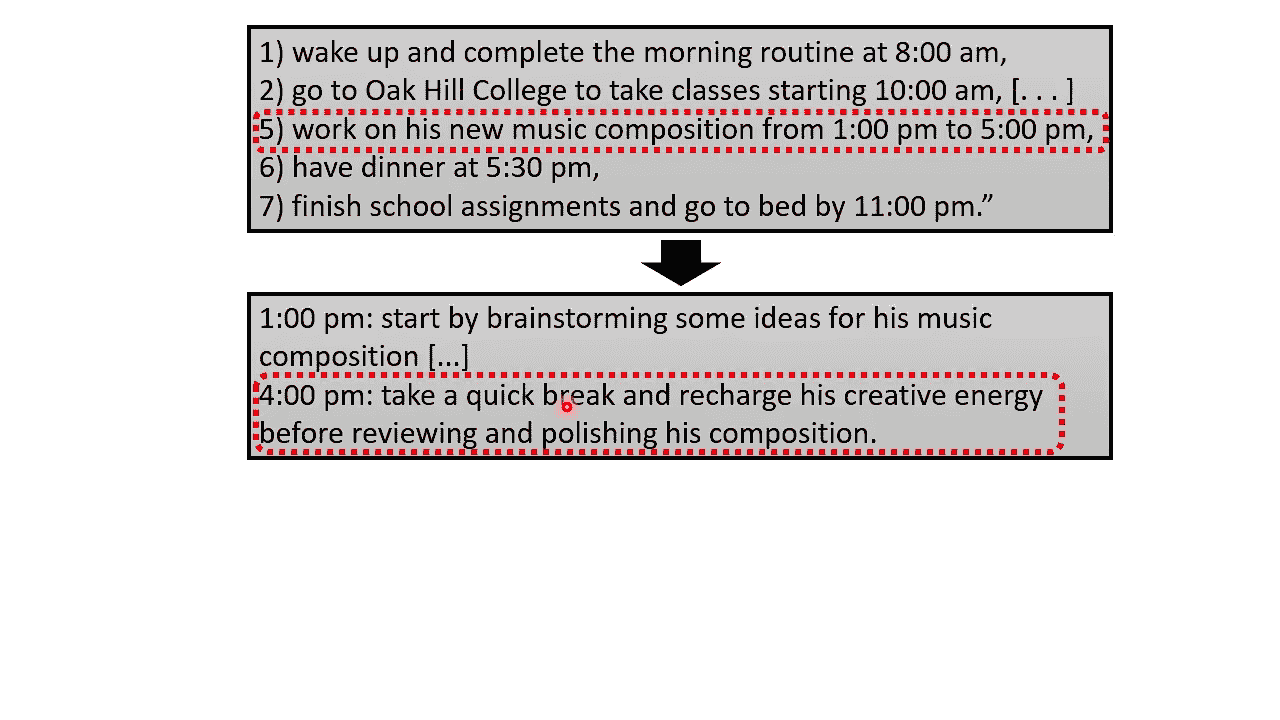 1) wake up and complete the morning routine at 8:00 am,
2) go to Oak Hill College to take classes starting 10:00 am, [. . . ]
5) work on his new music composition from 1:00 pm to 5:00 pm,
6) have dinner at 5:30 pm,
7) finish school assignments and go to bed by 11:00 pm.”
1:00 pm: start by brainstorming some ideas for his music
composition [...]
4:00 pm: take a quick break and recharge his creative energy
before reviewing and polishing his composition.